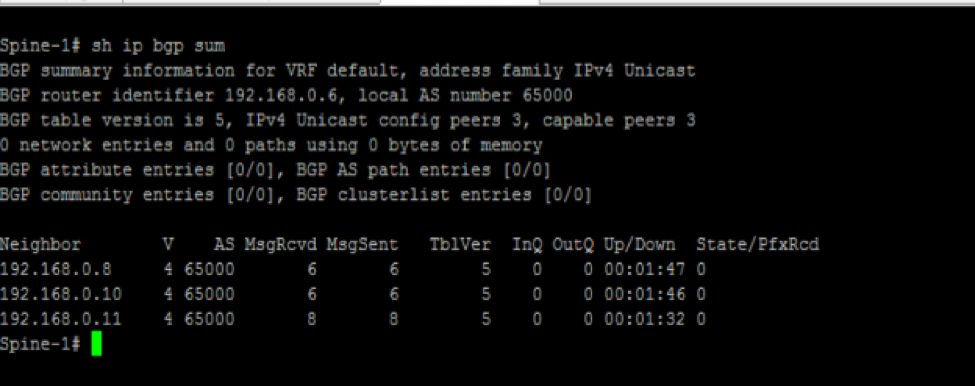 Spine-1# sh ip bgp sum
BGP summary information for VRF default, address family IPv4 Unicast
BGP router identifier 192.168.0.6, local AS number 65000
BGP table version is 5, IPv4 Unicast config peers 3, capable peers 3
0 network entries and 0 paths using 0 bytes of memory
BGP attribute entries [0/0], BGP AS path entries [0/0]
BGP community entries [0/0], BGP clusterlist entries [0/0]

Neighbor        V    AS MsgRcvd MsgSent   TblVer  InQ OutQ Up/Down  State/PfxRcd
192.168.0.8     4 65000       6       6        5    0    0 00:01:47 0
192.168.0.10    4 65000       6       6        5    0    0 00:01:46 0
192.168.0.11    4 65000       8       8        5    0    0 00:01:32 0
Spine-1#